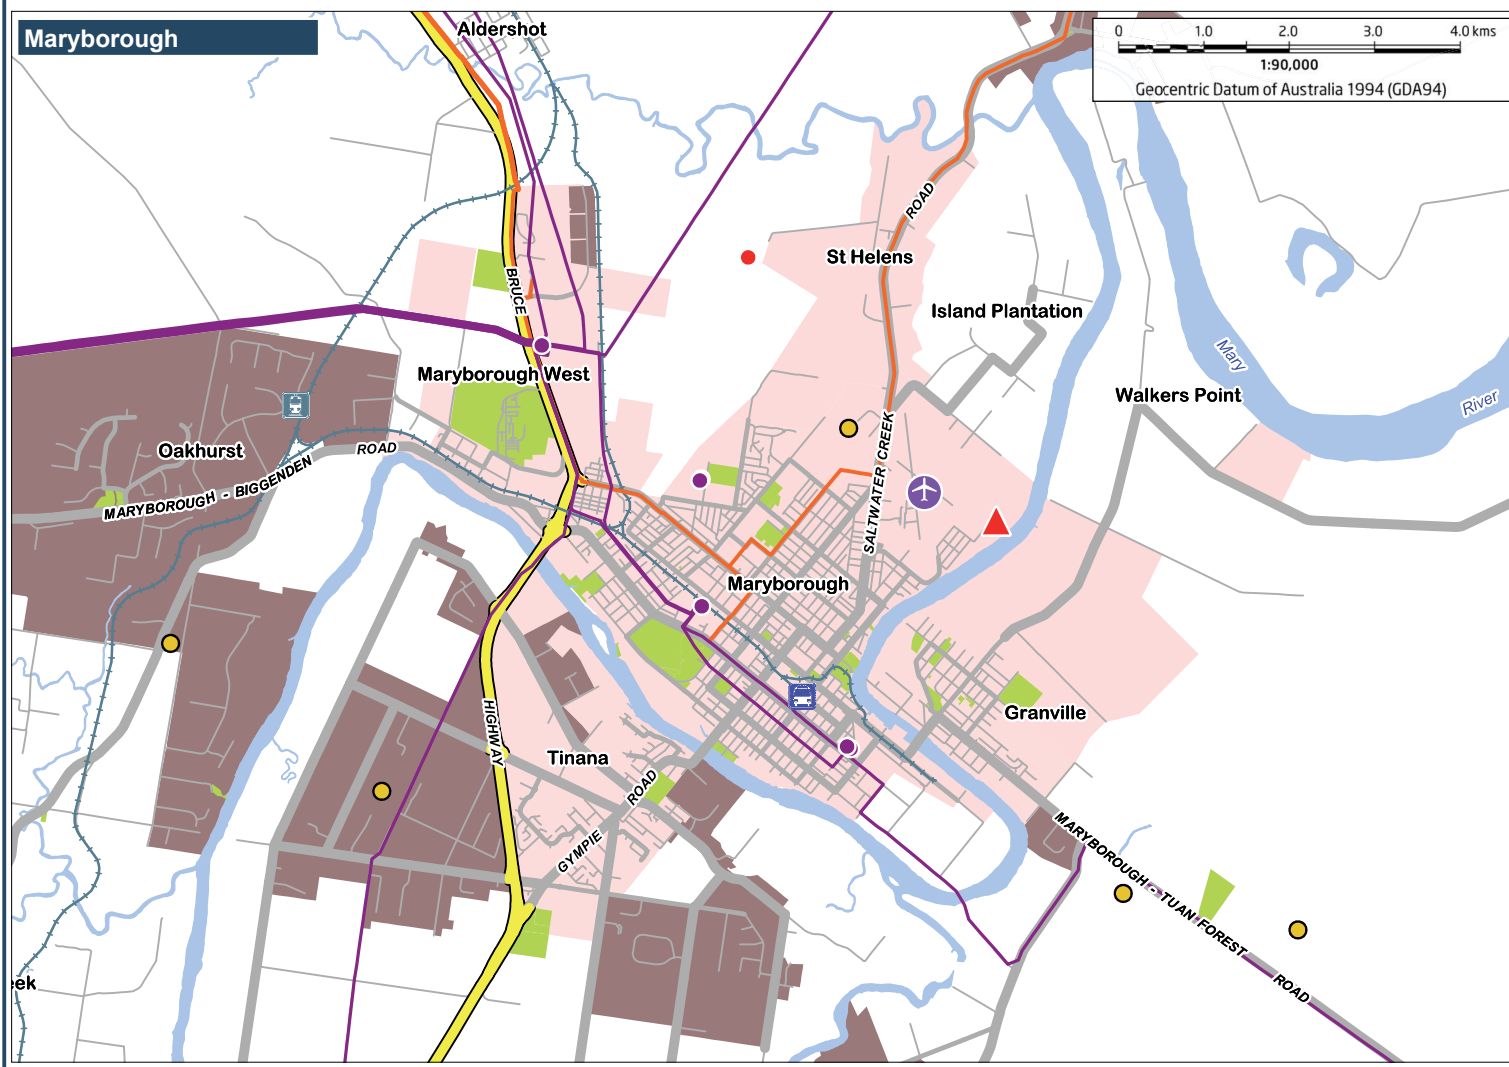 Maryborough
Aldershot
0 1.0 2.0 3.0 4.0 kms
1:90,000
Geocentric Datum of Australia 1994 (GDA94)
ROAD
St Helens
BRUCE
Island Plantation
Mary
River
Maryborough West
Walkers Point
Oakhurst
ROAD
MARYBOROUGH - BIGGENDEN
SALTWATER CREEK
Maryborough
HIGHWAY
Granville
Tinana
ROAD
GYMPIE
MARYBOROUGH - TUAN FOREST
ROAD
eek